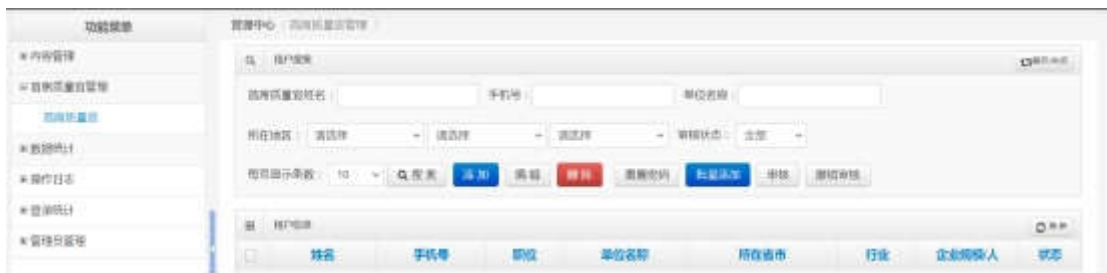 功能菜单
管理中心 首席质量官管理
内容管理
首席质量官管理
首席质量官
数据统计
操作日志
登录统计
管理员管理
用户搜索
首席质量官姓名：
手机号：
单位名称：
所在地区： 请选择 请选择 请选择 审核状态： 全部
每页显示条数： 10 搜索 添加 编辑 删除 重置密码 批量添加 审核 撤销审核
姓名 手机号 职位 单位名称 所在省市 行业 企业规模/人 状态